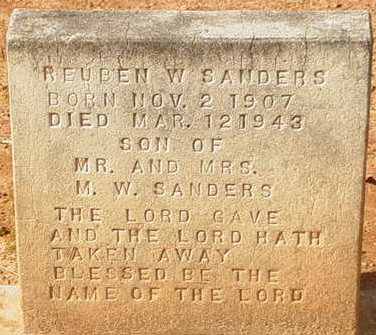 REUBEN W SANDERS
BORN NOV. 2 1907
DIED MAR. 12 1943
SON OF
MR. AND MRS.
M. W. SANDERS
THE LORD GAVE
AND THE LORD HATH
TAKEN AWAY
BLESSED BE THE
NAME OF THE LORD